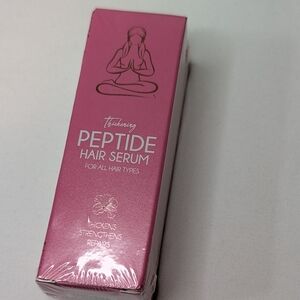 Thickening
PEPTIDE
HAIR SERUM
FOR ALL HAIR TYPES
THICKENS
STRENGTHENS
REPAIRS